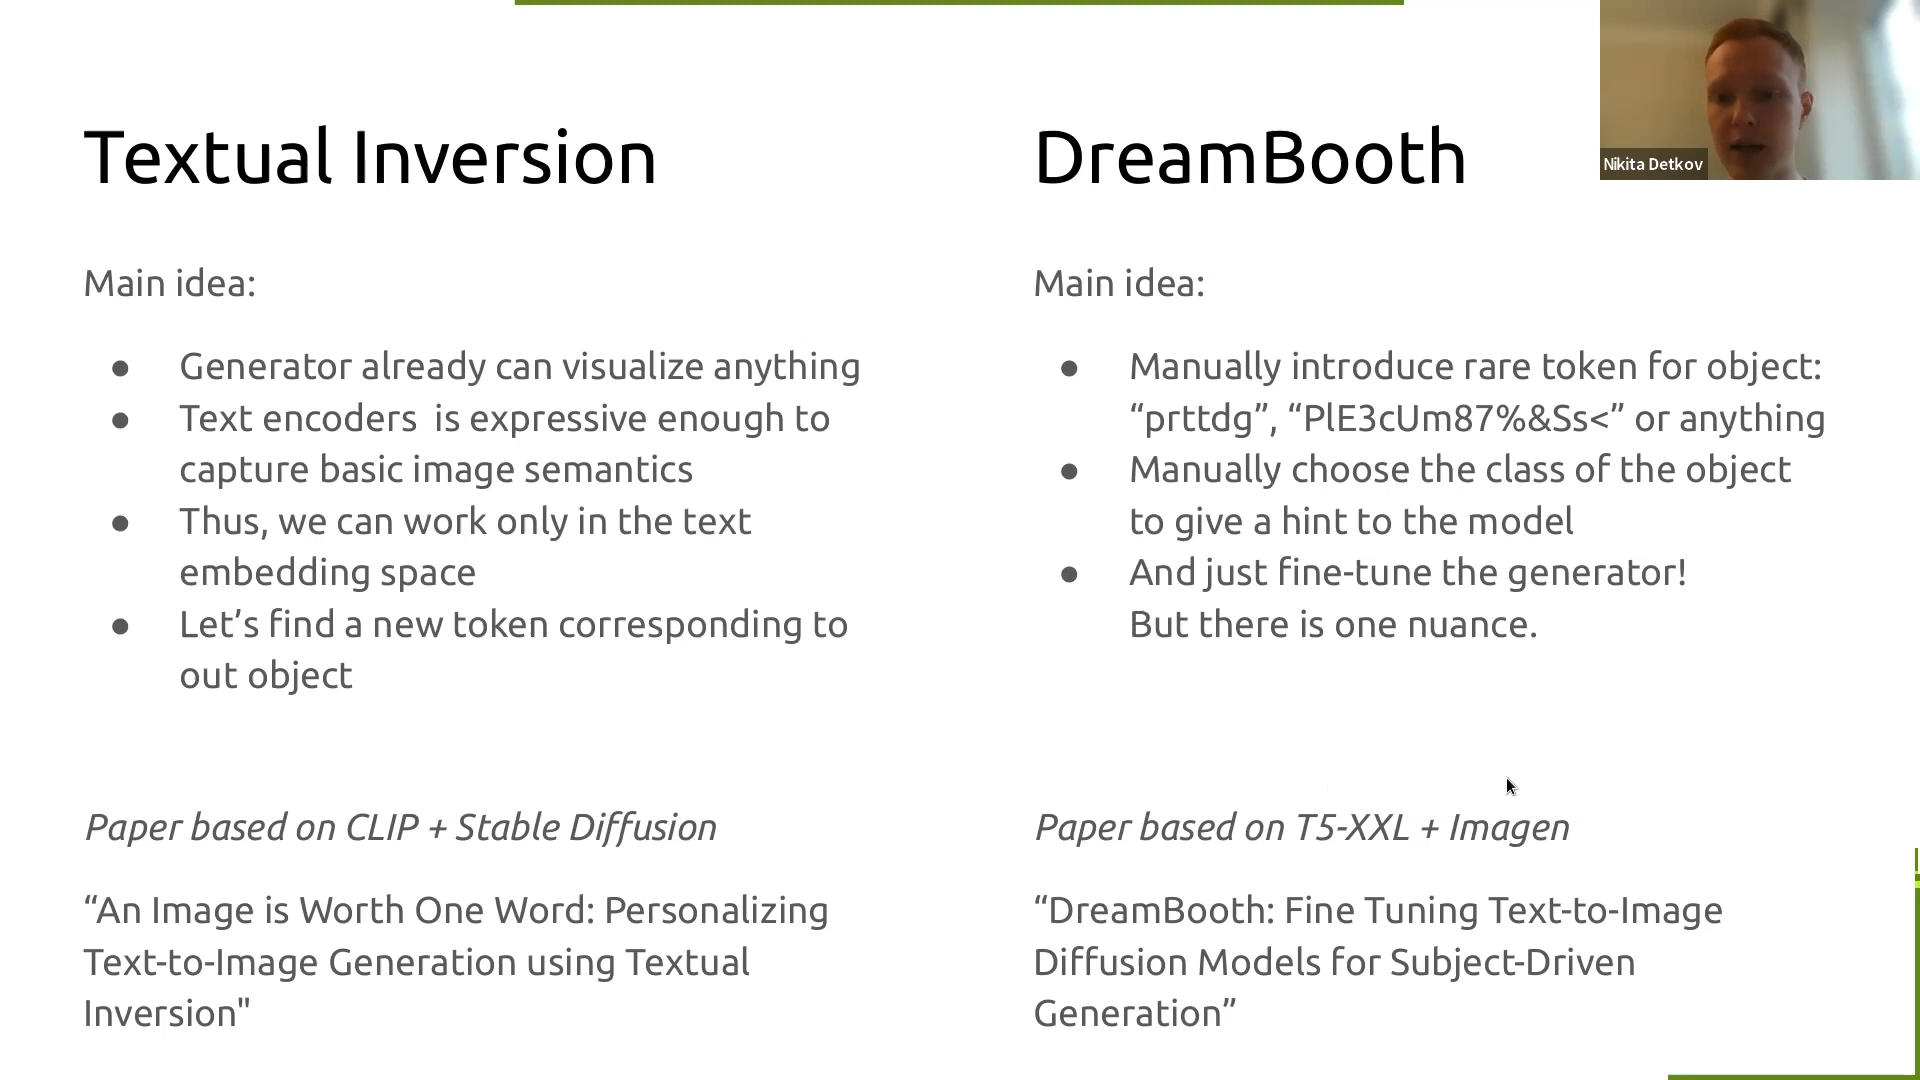 Textual Inversion
Main idea:
● Generator already can visualize anything
● Text encoders is expressive enough to
capture basic image semantics
● Thus, we can work only in the text
embedding space
● Let’s find a new token corresponding to
out object
Paper based on CLIP + Stable Diffusion
“An Image is Worth One Word: Personalizing
Text-to-Image Generation using Textual
Inversion"
DreamBooth
Main idea:
● Manually introduce rare token for object:
“prttdg”, “PlE3cUm87%&Ss<” or anything
● Manually choose the class of the object
to give a hint to the model
● And just fine-tune the generator!
But there is one nuance.
Paper based on T5-XXL + Imagen
“DreamBooth: Fine Tuning Text-to-Image
Diffusion Models for Subject-Driven
Generation”
Nikita Detkov